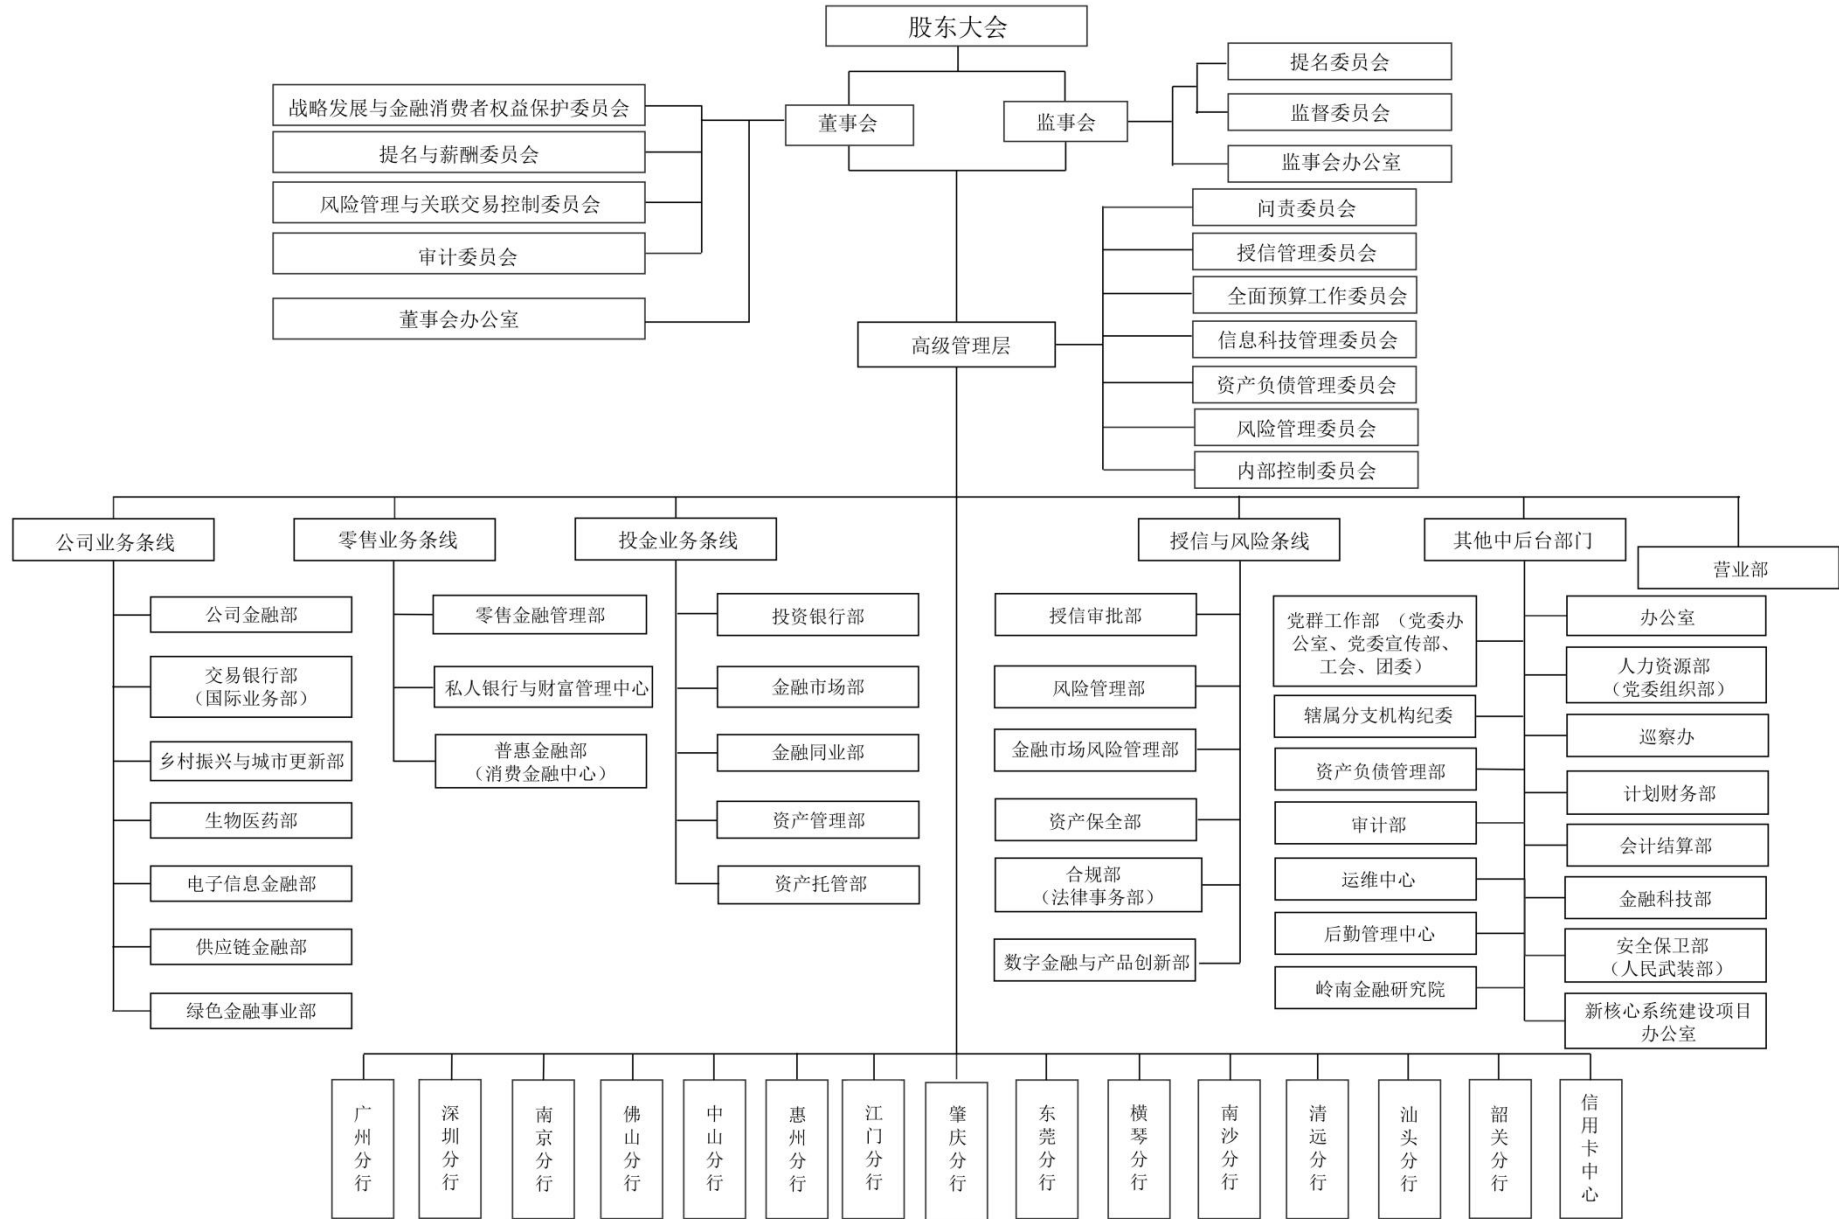 股东大会
董事会
监事会
提名委员会
监督委员会
监事会办公室
战略发展与金融消费者权益保护委员会
提名与薪酬委员会
风险管理与关联交易控制委员会
审计委员会
董事会办公室
高级管理层
问责委员会
授信管理委员会
全面预算工作委员会
信息科技管理委员会
资产负债管理委员会
风险管理委员会
内部控制委员会
公司业务条线
公司金融部
交易银行部
（国际业务部）
乡村振兴与城市更新部
生物医药部
电子信息金融部
供应链金融部
绿色金融事业部
零售业务条线
零售金融管理部
私人银行与财富管理中心
普惠金融部
（消费金融中心）
投金业务条线
投资银行部
金融市场部
金融同业部
资产管理部
资产托管部
授信与风险条线
授信审批部
风险管理部
金融市场风险管理部
资产保全部
合规部
（法律事务部）
数字金融与产品创新部
其他中后台部门
党群工作部 （党委办
公室、党委宣传部、
工会、团委）
辖属分支机构纪委
资产负债管理部
审计部
运维中心
后勤管理中心
岭南金融研究院
办公室
人力资源部
（党委组织部）
巡察办
计划财务部
会计结算部
金融科技部
安全保卫部
（人民武装部）
新核心系统建设项目
办公室
营业部
广州分行
深圳分行
南京分行
佛山分行
中山分行
惠州分行
江门分行
肇庆分行
东莞分行
横琴分行
南沙分行
清远分行
汕头分行
韶关分行
信用卡中心